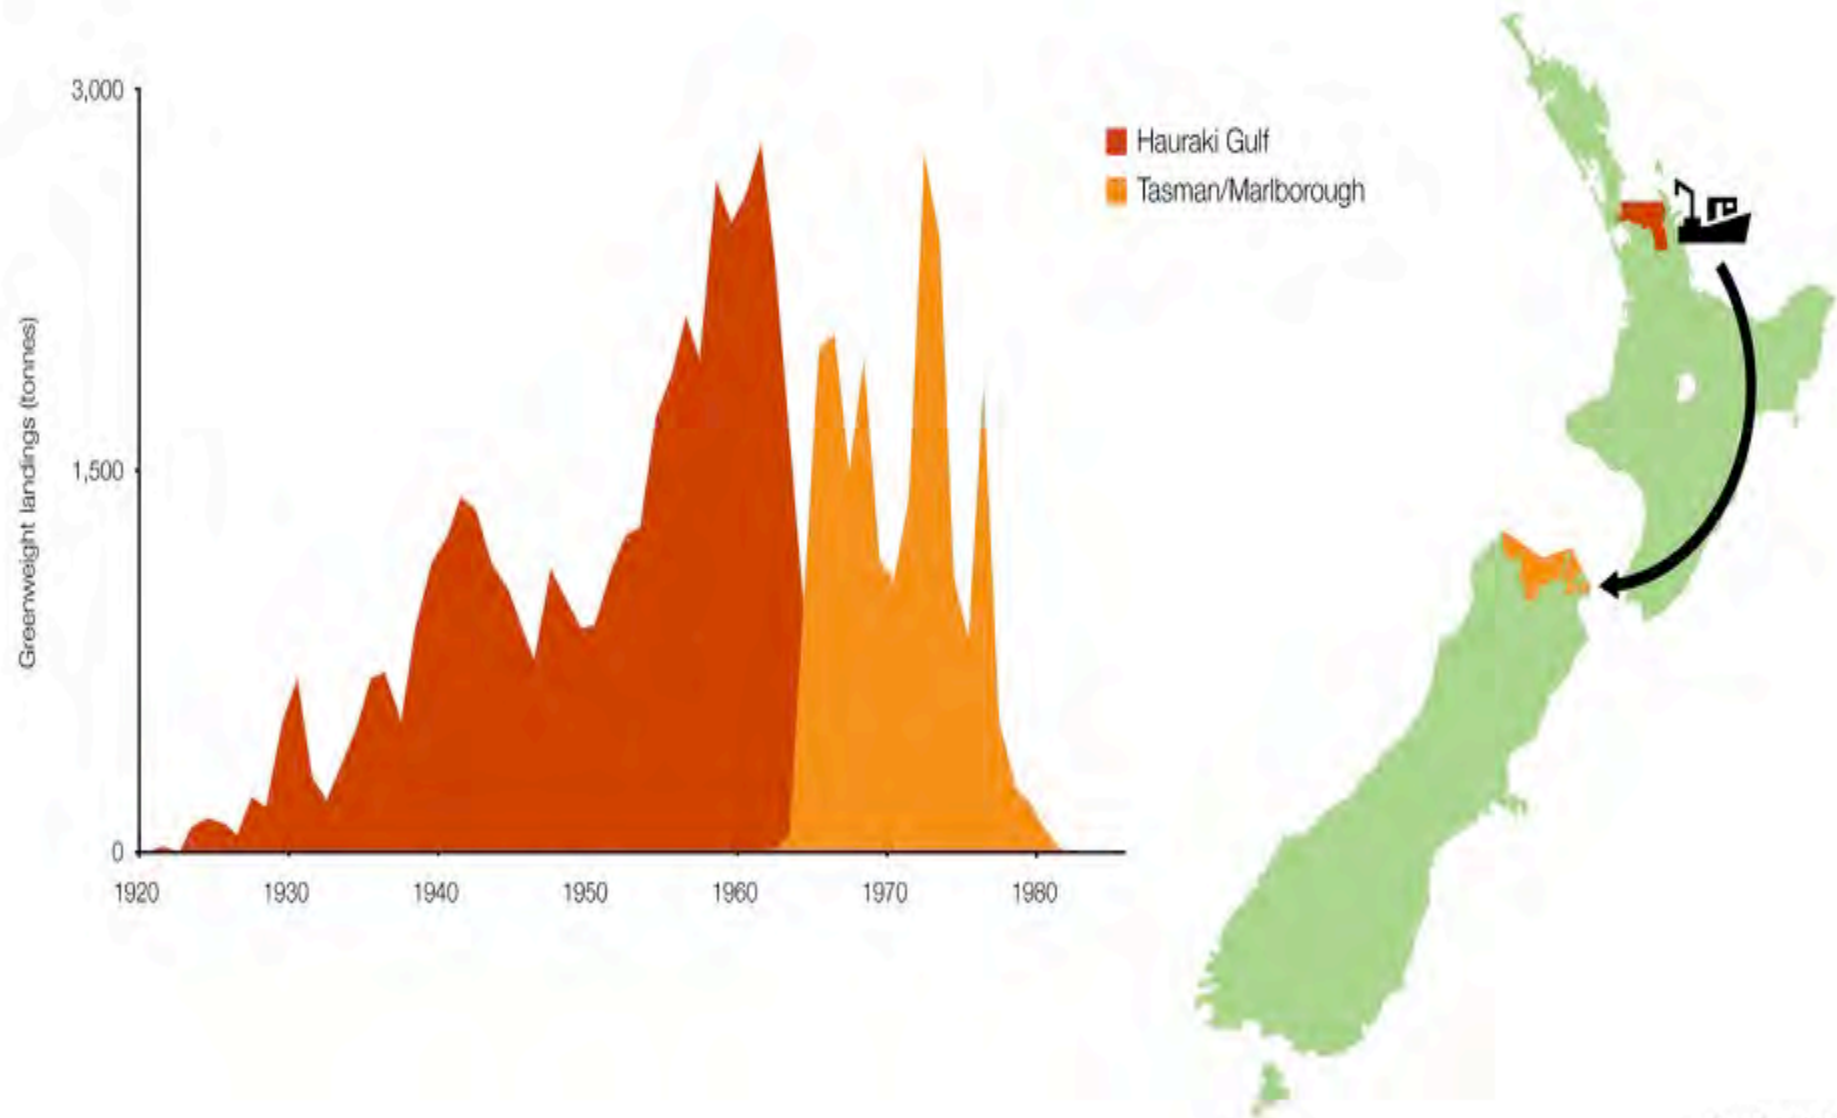 3,000
Hauraki Gulf
Tasman/Marlborough
Greenweight landings (tonnes)
1,500
0
1920 1930 1940 1950 1960 1970 1980